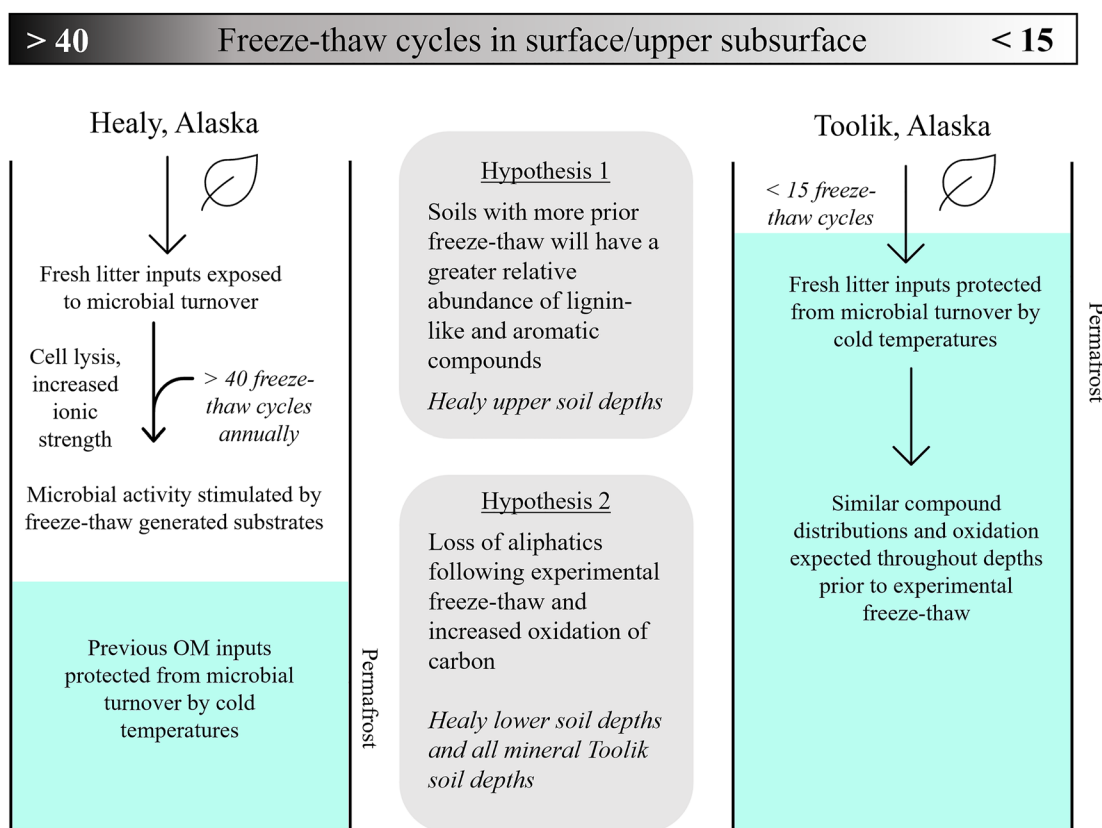 > 40 Freeze-thaw cycles in surface/upper subsurface < 15
Healy, Alaska
Fresh litter inputs exposed
to microbial turnover
Cell lysis,
increased
ionic
strength
> 40 freeze-
thaw cycles
annually
Microbial activity stimulated by
freeze-thaw generated substrates
Previous OM inputs
protected from microbial
turnover by cold
temperatures
Permafrost
Hypothesis 1
Soils with more prior
freeze-thaw will have a
greater relative
abundance of lignin-
like and aromatic
compounds
Healy upper soil depths
Hypothesis 2
Loss of aliphatics
following experimental
freeze-thaw and
increased oxidation of
carbon
Healy lower soil depths
and all mineral Toolik
soil depths
Toolik, Alaska
< 15 freeze-
thaw cycles
Fresh litter inputs protected
from microbial turnover by
cold temperatures
Similar compound
distributions and oxidation
expected throughout depths
prior to experimental
freeze-thaw
Permafrost